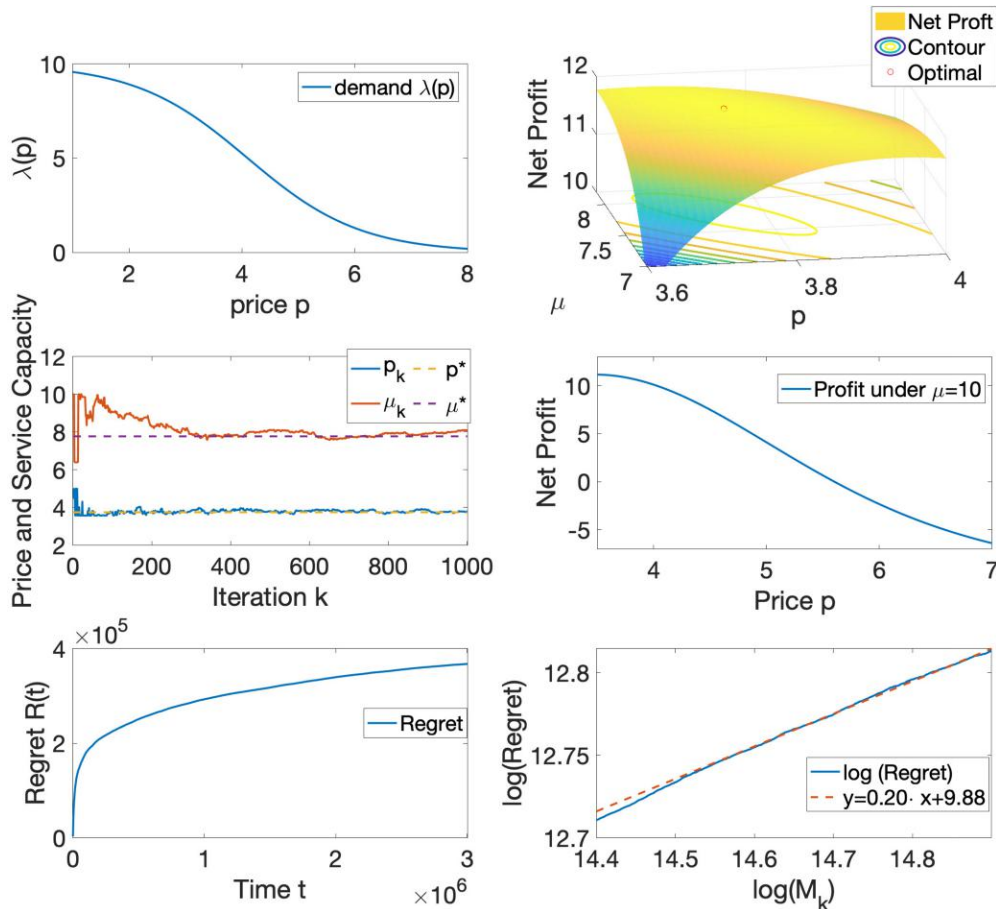 10
5
0
λ(p)
demand λ(p)
2
4
6
8
price p
Net Proft
Contour
Optimal
12
11
10
Net Profit
8
7.5
7
μ
3.6
3.8
4
p
12
10
8
6
4
2
Price and Service Capacity
p_k
p*
μ_k
μ*
0
200
400
600
800
1000
Iteration k
10
5
0
-5
Net Profit
Profit under μ=10
4
5
6
7
Price p
×10^5
4
2
0
Regret R(t)
Regret
0
1
2
3
Time t
×10^6
12.8
12.75
12.7
log(Regret)
log (Regret)
y=0.20· x+9.88
14.4
14.5
14.6
14.7
14.8
log(M_k)